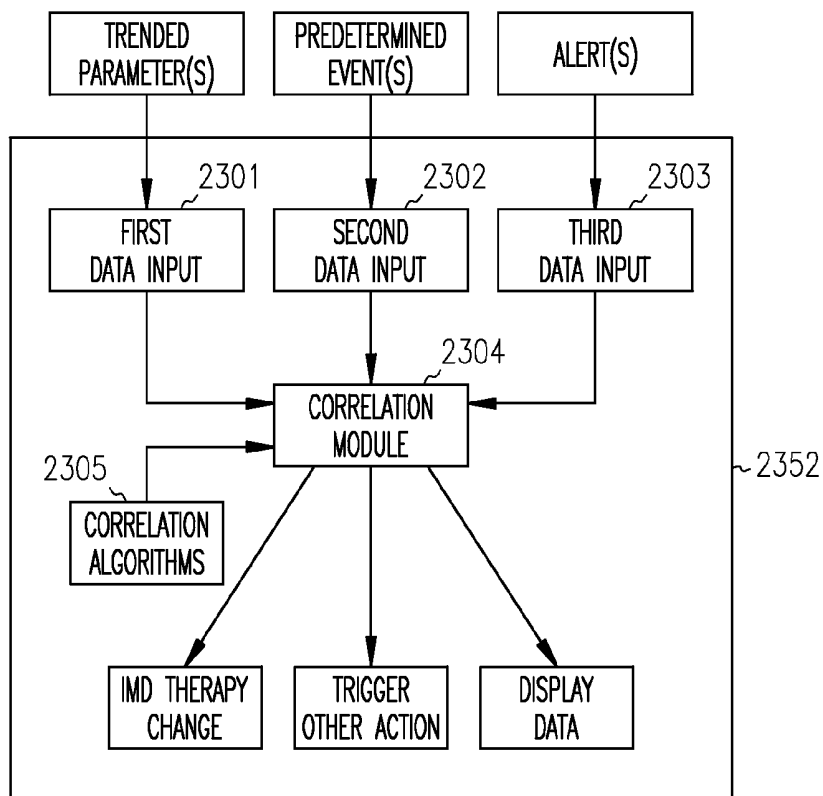 TRENDED
PARAMETER(S)
PREDETERMINED
EVENT(S)
ALERT(S)
2301
2302
2303
FIRST
DATA INPUT
SECOND
DATA INPUT
THIRD
DATA INPUT
2304
CORRELATION
MODULE
2305
CORRELATION
ALGORITHMS
2352
IMD THERAPY
CHANGE
TRIGGER
OTHER ACTION
DISPLAY
DATA